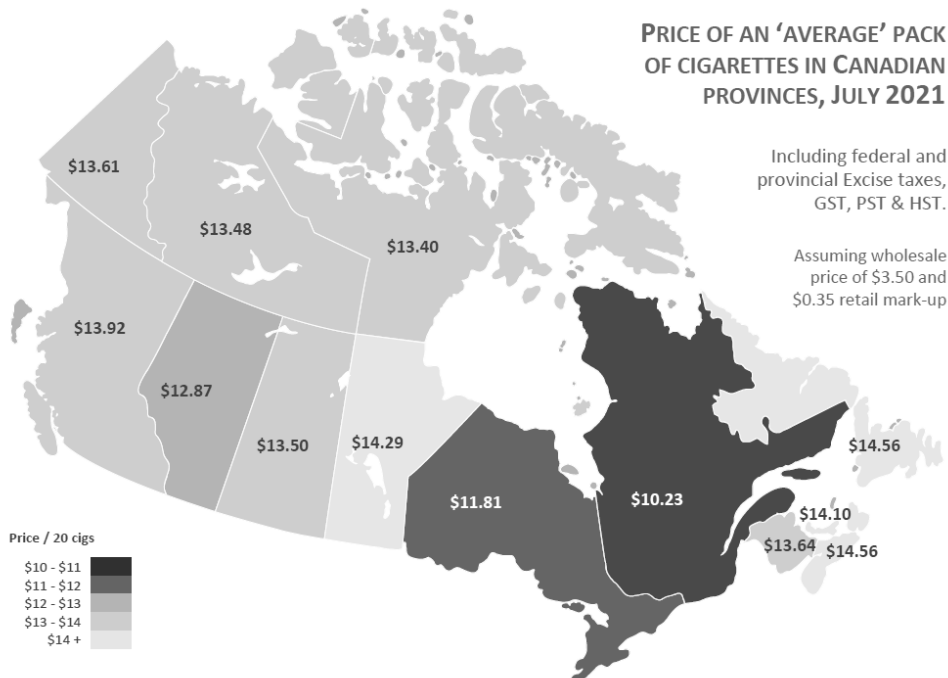 PRICE OF AN ‘AVERAGE’ PACK
OF CIGARETTES IN CANADIAN
PROVINCES, JULY 2021
Including federal and
provincial Excise taxes,
GST, PST & HST.
Assuming wholesale
price of $3.50 and
$0.35 retail mark-up
$13.61
$13.48
$13.40
$13.92
$12.87
$13.50
$14.29
$11.81
$10.23
$14.56
$14.10
$13.64
$14.56
Price / 20 cigs
$10 - $11
$11 - $12
$12 - $13
$13 - $14
$14 +